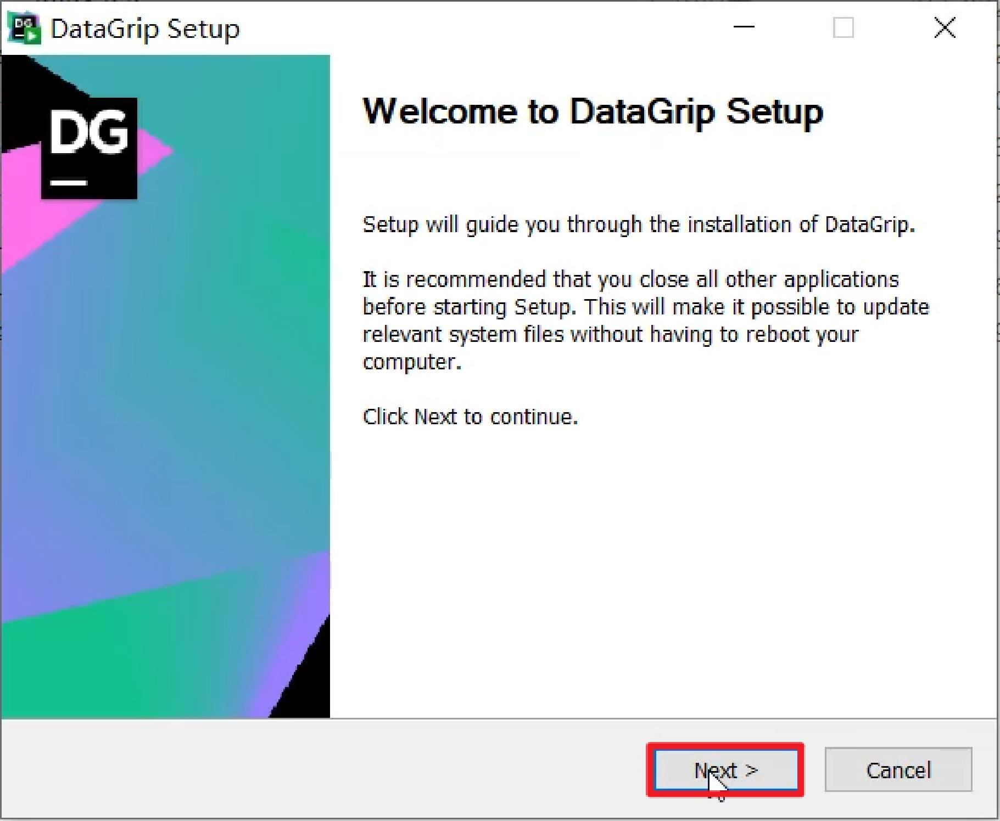 DG DataGrip Setup
DG
Welcome to DataGrip Setup
Setup will guide you through the installation of DataGrip.
It is recommended that you close all other applications
before starting Setup. This will make it possible to update
relevant system files without having to reboot your
computer.
Click Next to continue.
Next >
Cancel